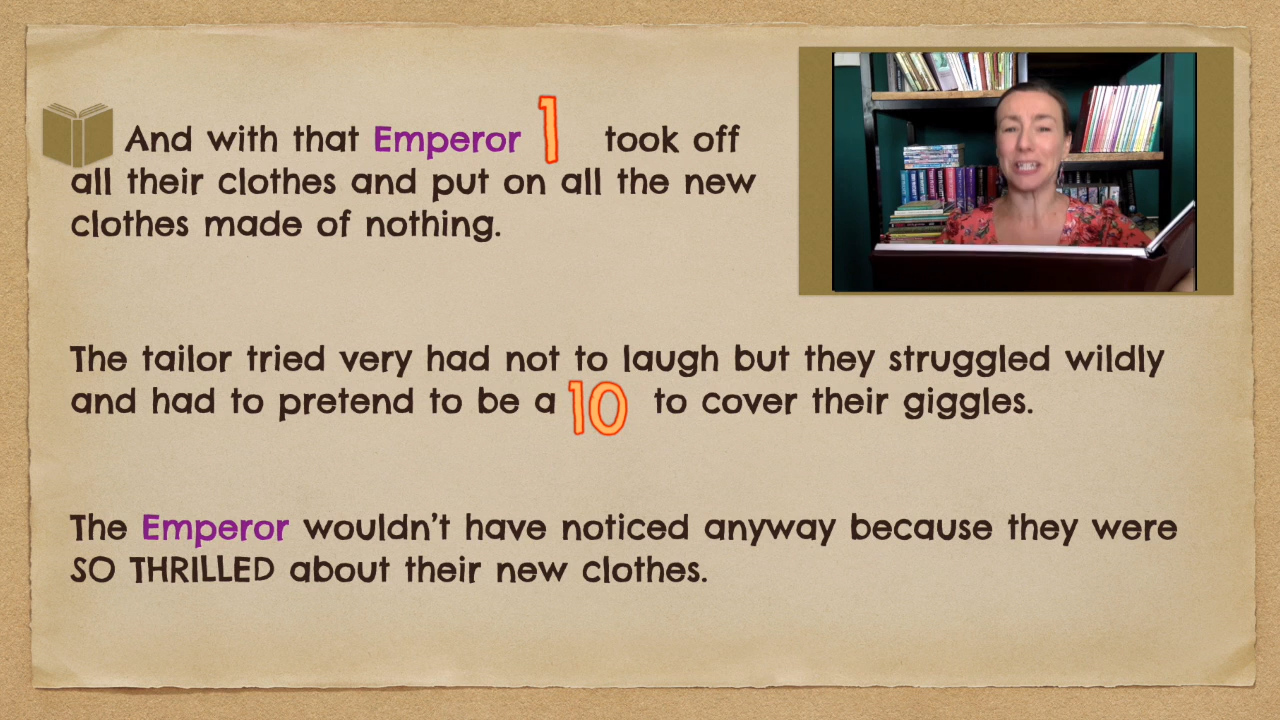 And with that Emperor 1 took off
all their clothes and put on all the new
clothes made of nothing.
The tailor tried very had not to laugh but they struggled wildly
and had to pretend to be a 10 to cover their giggles.
The Emperor wouldn't have noticed anyway because they were
SO THRILLED about their new clothes.